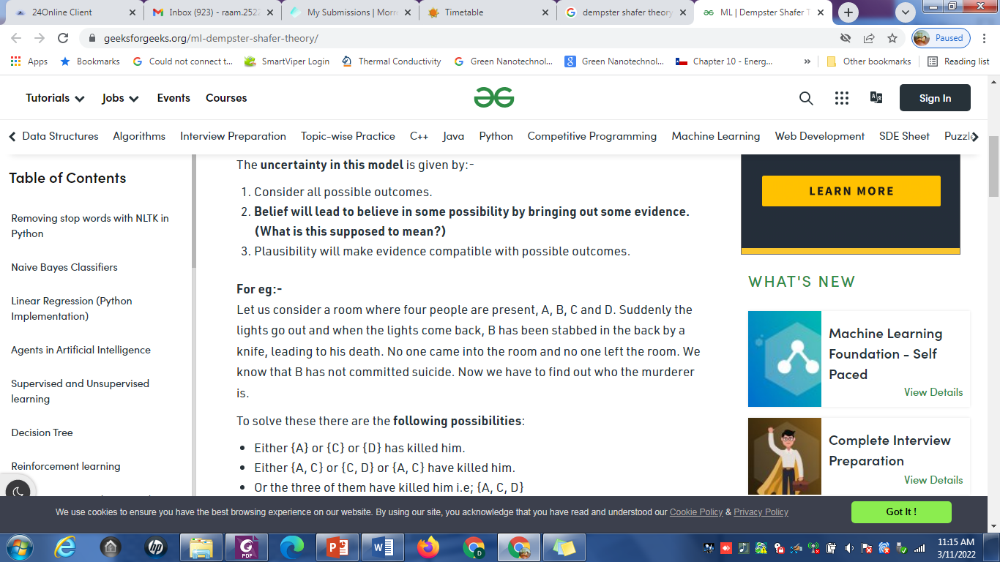 24Online Client
Inbox (923) - raam.252
My Submissions | Morr
Timetable
dempster shafer theory
ML | Dempster Shafer T
geeksforgeeks.org/ml-dempster-shafer-theory/
Paused
Apps
Bookmarks
Could not connect t...
SmartViper Login
Thermal Conductivity
Green Nanotechnol...
Green Nanotechnol...
Chapter 10 - Energ...
»
Other bookmarks
Reading list
Tutorials
Jobs
Events
Courses
Sign In
Data Structures
Algorithms
Interview Preparation
Topic-wise Practice
C++
Java
Python
Competitive Programming
Machine Learning
Web Development
SDE Sheet
Puzzle
Table of Contents
Removing stop words with NLTK in
Python
Naive Bayes Classifiers
Linear Regression (Python
Implementation)
Agents in Artificial Intelligence
Supervised and Unsupervised
learning
Decision Tree
Reinforcement learning
The uncertainty in this model is given by:-
1. Consider all possible outcomes.
2. Belief will lead to believe in some possibility by bringing out some evidence.
(What is this supposed to mean?)
3. Plausibility will make evidence compatible with possible outcomes.
For eg:-
Let us consider a room where four people are present, A, B, C and D. Suddenly the
lights go out and when the lights come back, B has been stabbed in the back by a
knife, leading to his death. No one came into the room and no one left the room. We
know that B has not committed suicide. Now we have to find out who the murderer
is.
To solve these there are the following possibilities:
• Either {A} or {C} or {D} has killed him.
• Either {A, C} or {C, D} or {A, C} have killed him.
• Or the three of them have killed him i.e; {A, C, D}
LEARN MORE
WHAT'S NEW
Machine Learning
Foundation - Self
Paced
View Details
Complete Interview
Preparation
View Details
We use cookies to ensure you have the best browsing experience on our website. By using our site, you acknowledge that you have read and understood our Cookie Policy & Privacy Policy
Got It !
11:15 AM
3/11/2022